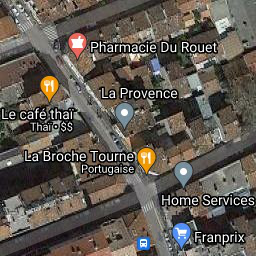 Pharmacie Du Rouet
La Provence
Le café thaï
Thaï • $$
La Broche Tourne
Portugaise
Home Services
Franprix